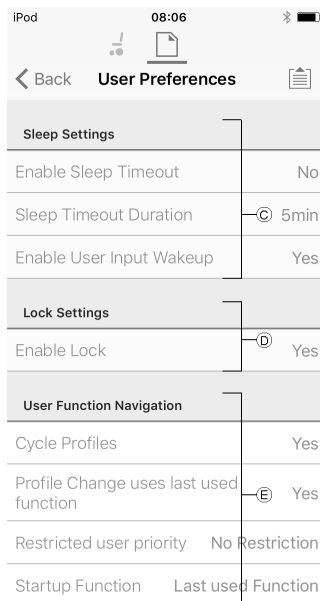 iPod 08:06
Back User Preferences
Sleep Settings
Enable Sleep Timeout No
Sleep Timeout Duration C 5min
Enable User Input Wakeup Yes
Lock Settings
D
Enable Lock Yes
User Function Navigation
Cycle Profiles Yes
Profile Change uses last used
function E Yes
Restricted user priority No Restriction
Startup Function Last used Function